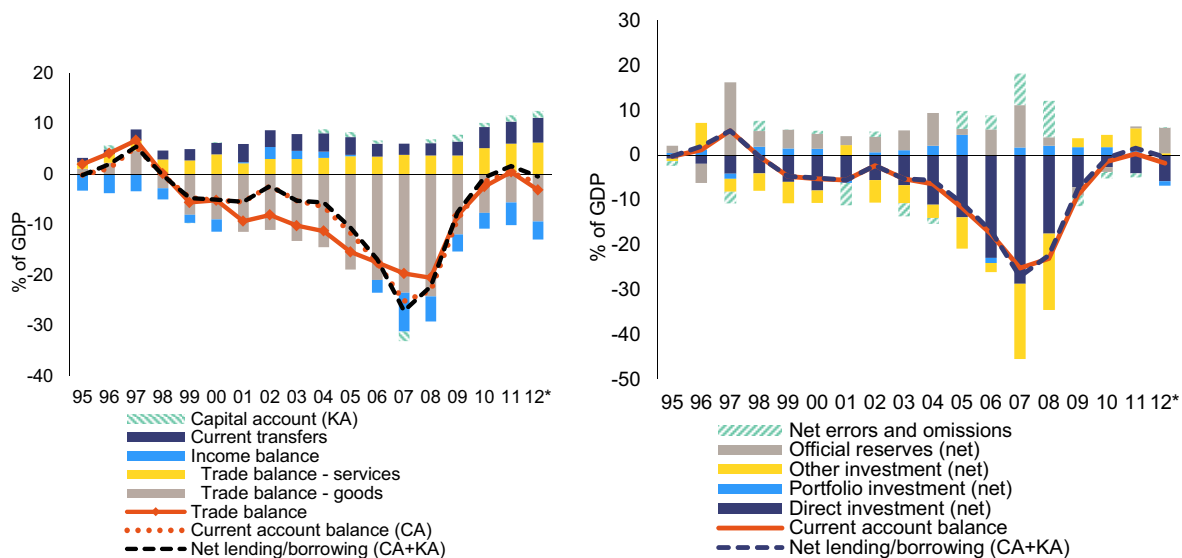 20
10
0
-10
-20
-30
-40
% of GDP
95 96 97 98 99 00 01 02 03 04 05 06 07 08 09 10 11 12*
Capital account (KA)
Current transfers
Income balance
Trade balance - services
Trade balance - goods
Trade balance
Current account balance (CA)
Net lending/borrowing (CA+KA)
30
20
10
0
-10
-20
-30
-40
-50
% of GDP
95 96 97 98 99 00 01 02 03 04 05 06 07 08 09 10 11 12*
Net errors and omissions
Official reserves (net)
Other investment (net)
Portfolio investment (net)
Direct investment (net)
Current account balance
Net lending/borrowing (CA+KA)